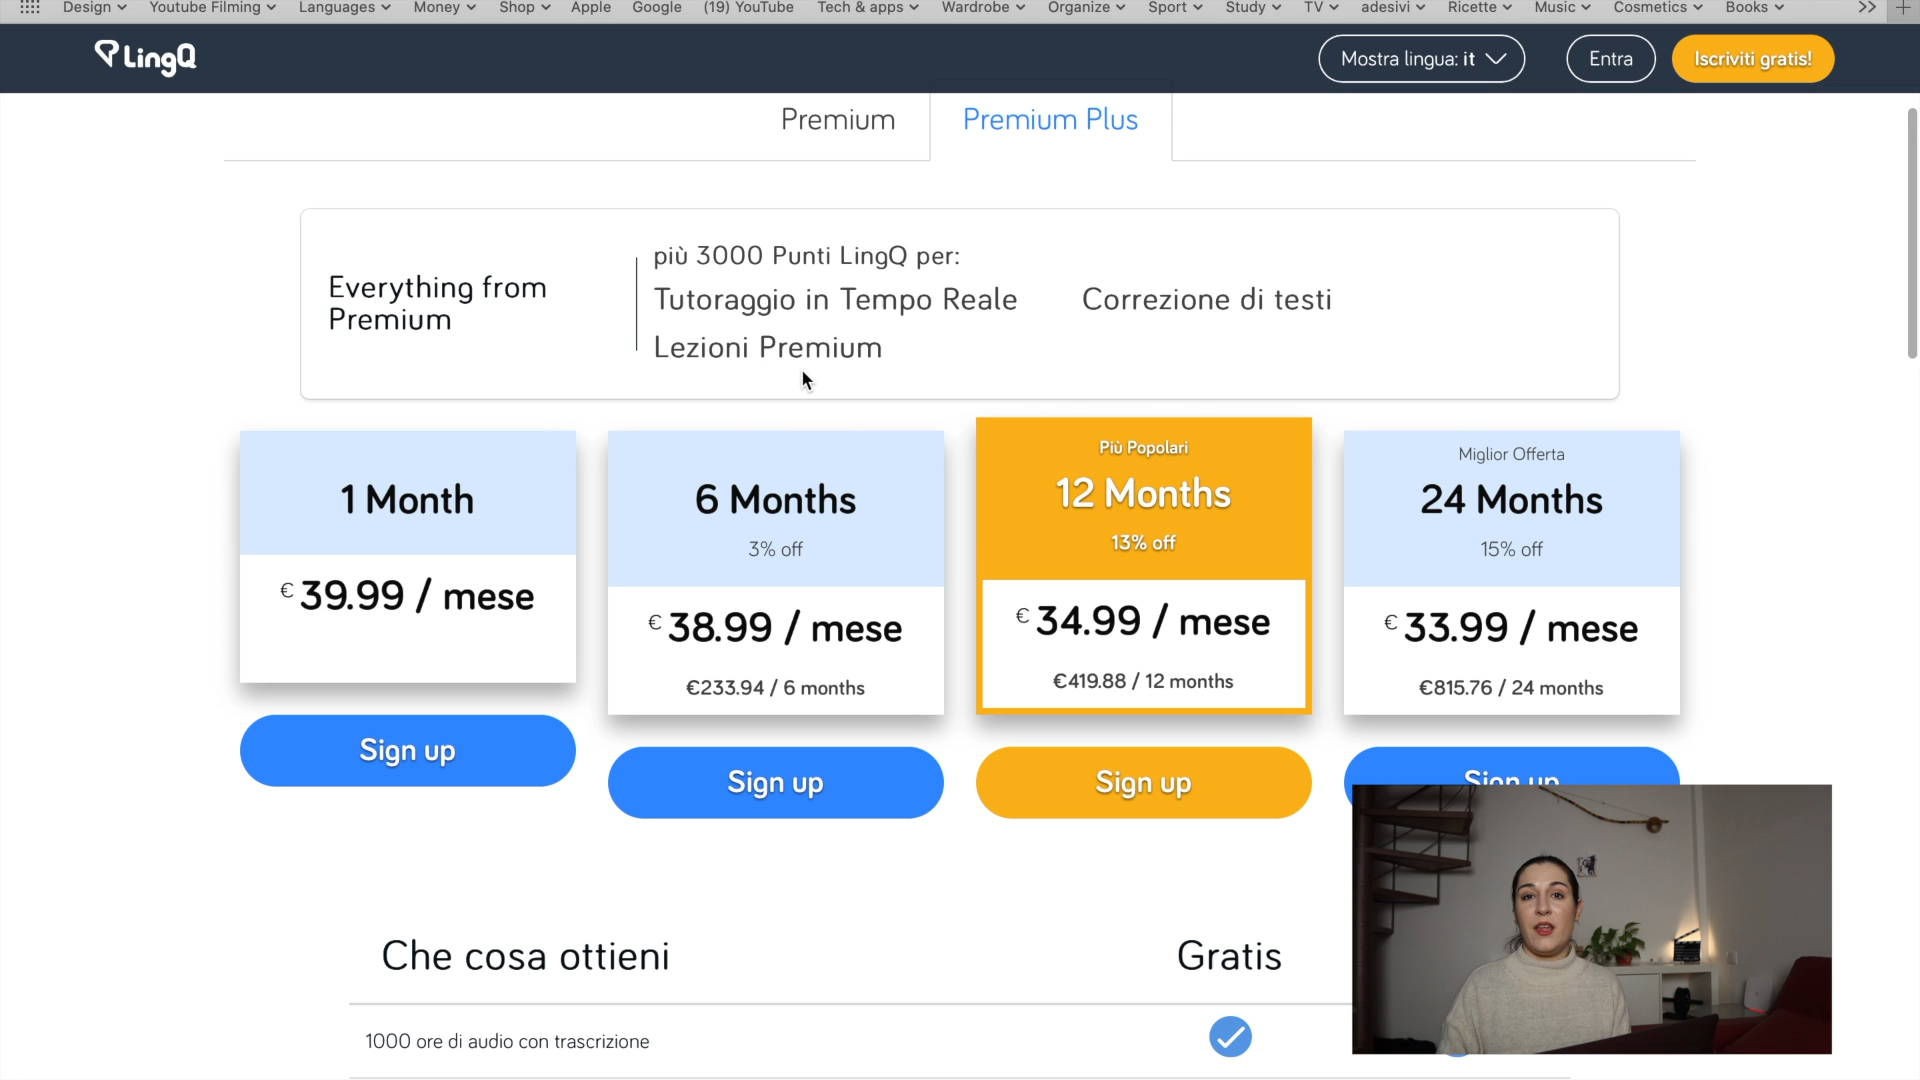 Design
Youtube Filming
Languages
Money
Shop
Apple
Google
(19) YouTube
Tech & apps
Wardrobe
Organize
Sport
Study
TV
adesivi
Ricette
Music
Cosmetics
Books
LingQ
Mostra lingua: it
Entra
Iscriviti gratis!
Premium
Premium Plus
Everything from
Premium
più 3000 Punti LingQ per:
Tutoraggio in Tempo Reale
Correzione di testi
Lezioni Premium
1 Month
€ 39.99 / mese
Sign up
6 Months
3% off
€ 38.99 / mese
€233.94 / 6 months
Sign up
Più Popolari
12 Months
13% off
€ 34.99 / mese
€419.88 / 12 months
Sign up
Miglior Offerta
24 Months
15% off
€ 33.99 / mese
€815.76 / 24 months
Sign up
Che cosa ottieni
Gratis
1000 ore di audio con trascrizione